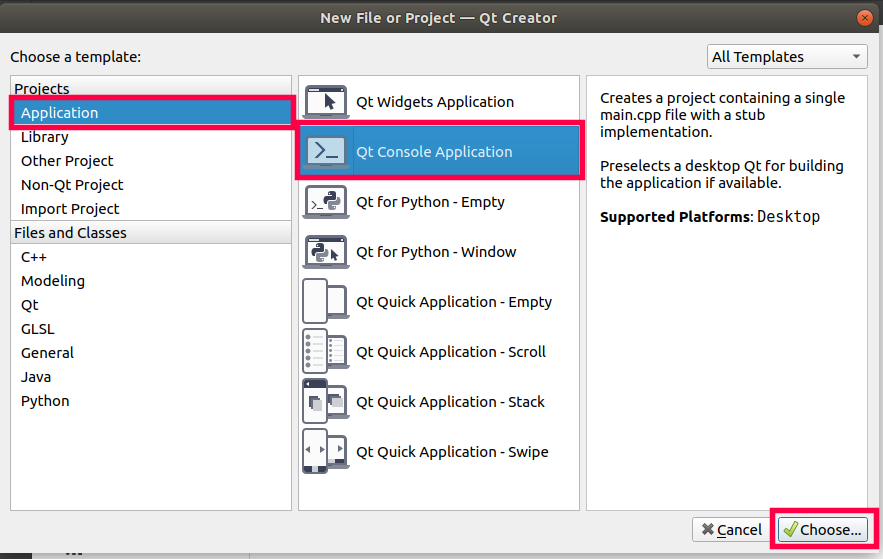 New File or Project — Qt Creator
Choose a template:
All Templates
Projects
Application
Library
Other Project
Non-Qt Project
Import Project
Files and Classes
C++
Modeling
Qt
GLSL
General
Java
Python
Qt Widgets Application
Qt Console Application
Qt for Python - Empty
Qt for Python - Window
Qt Quick Application - Empty
Qt Quick Application - Scroll
Qt Quick Application - Stack
Qt Quick Application - Swipe
Creates a project containing a single
main.cpp file with a stub
implementation.
Preselects a desktop Qt for building
the application if available.
Supported Platforms: Desktop
Cancel
Choose...